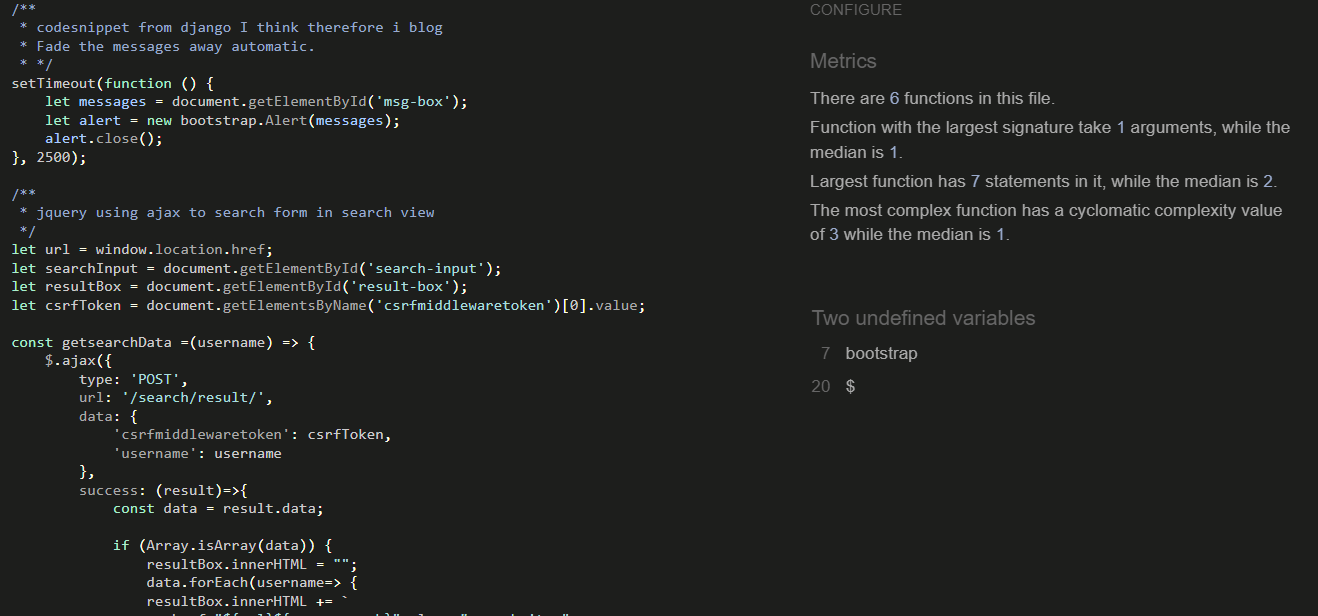 /**
 * codesnippet from django I think therefore i blog
 * Fade the messages away automatic.
 * */
setTimeout(function () {
    let messages = document.getElementById('msg-box');
    let alert = new bootstrap.Alert(messages);
    alert.close();
}, 2500);

/**
 * jquery using ajax to search form in search view
 */
let url = window.location.href;
let searchInput = document.getElementById('search-input');
let resultBox = document.getElementById('result-box');
let csrfToken = document.getElementsByName('csrfmiddlewaretoken')[0].value;

const getsearchData =(username) => {
    $.ajax({
        type: 'POST',
        url: '/search/result/',
        data: {
            'csrfmiddlewaretoken': csrfToken,
            'username': username
        },
        success: (result)=>{
            const data = result.data;

            if (Array.isArray(data)) {
                resultBox.innerHTML = "";
                data.forEach(username=> {
                resultBox.innerHTML += `
CONFIGURE
Metrics
There are 6 functions in this file.
Function with the largest signature take 1 arguments, while the
median is 1.
Largest function has 7 statements in it, while the median is 2.
The most complex function has a cyclomatic complexity value
of 3 while the median is 1.
Two undefined variables
7 bootstrap
20 $